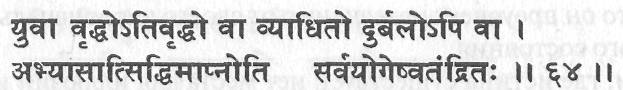 युवा वृद्धोऽतिवृद्धो वा व्याधितो दुर्बलोऽपि वा ।
अभ्यासात्सिद्धिमाप्नोति सर्वयोगेष्वतंद्रितः ।। ६४ ।।